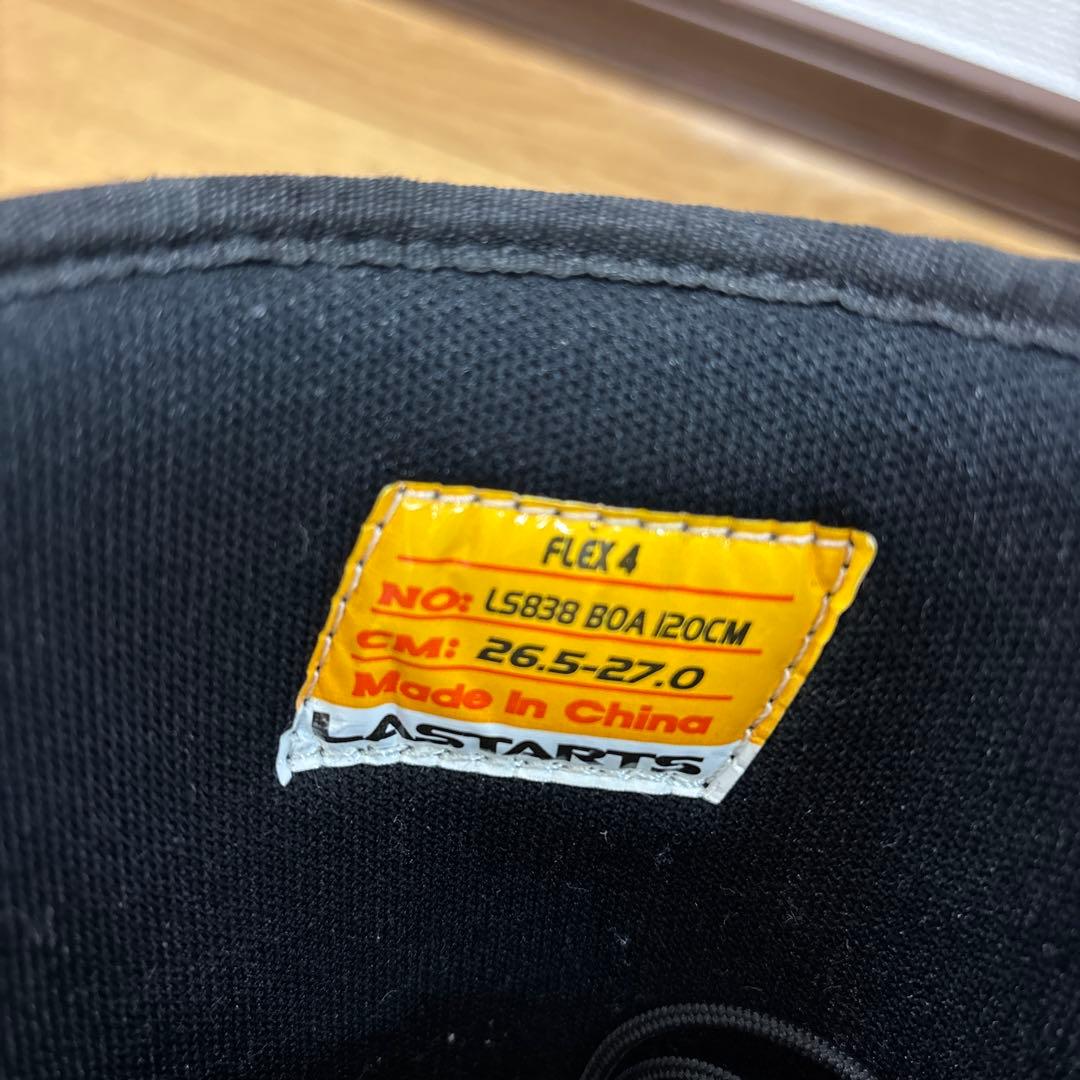 FLEX 4
NO: LS838 BOA 120CM
CM: 26.5-27.0
Made In China
LASTARTS